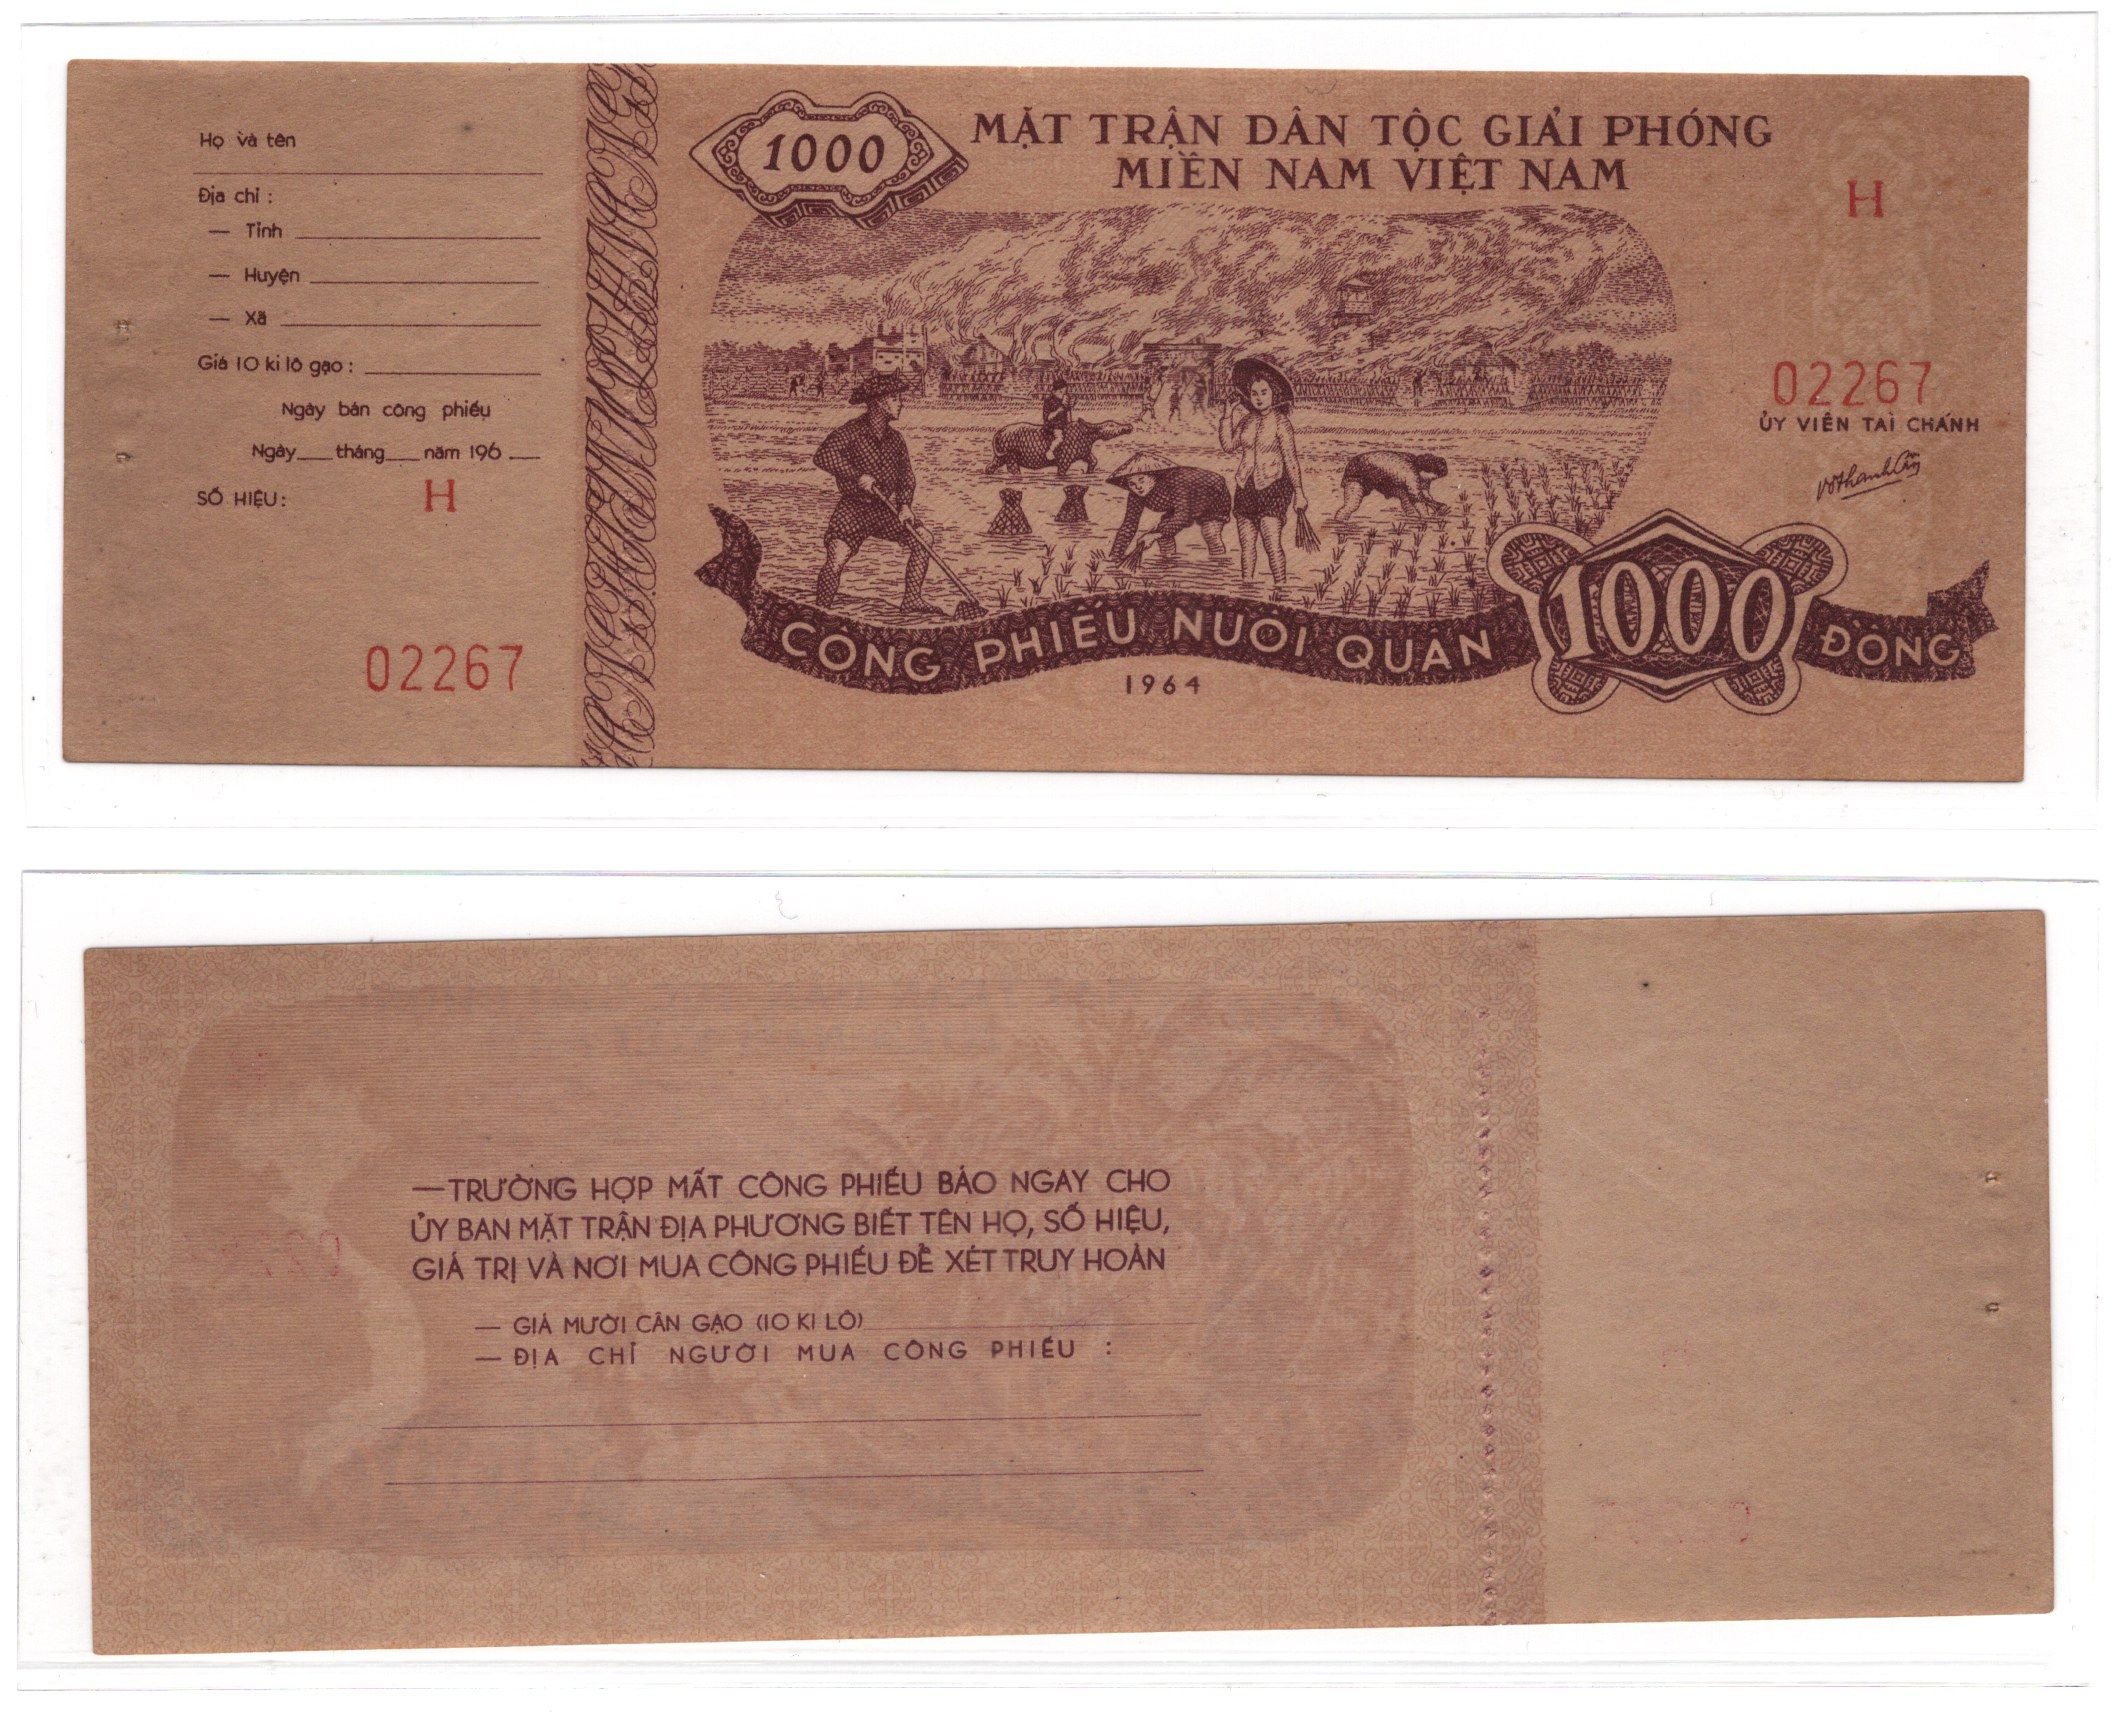 Họ và tên
Địa chỉ :
— Tỉnh
— Huyện
— Xã
Giá 10 ki lô gạo :
Ngày bán công phiếu
Ngày___tháng___năm 196__
SỐ HIỆU: H
02267
1000
MẶT TRẬN DÂN TỘC GIẢI PHÓNG
MIỀN NAM VIỆT NAM
H
02267
ỦY VIÊN TÀI CHÁNH
CÔNG PHIẾU NUÔI QUÂN 1000 ĐỒNG
1964
—TRƯỜNG HỢP MẤT CÔNG PHIẾU BÁO NGAY CHO
ỦY BAN MẶT TRẬN ĐỊA PHƯƠNG BIẾT TÊN HỌ, SỐ HIỆU,
GIÁ TRỊ VÀ NƠI MUA CÔNG PHIẾU ĐỂ XÉT TRUY HOÀN
— GIÁ MƯỜI CÂN GẠO (10 KI LÔ)
— ĐỊA CHỈ NGƯỜI MUA CÔNG PHIẾU :